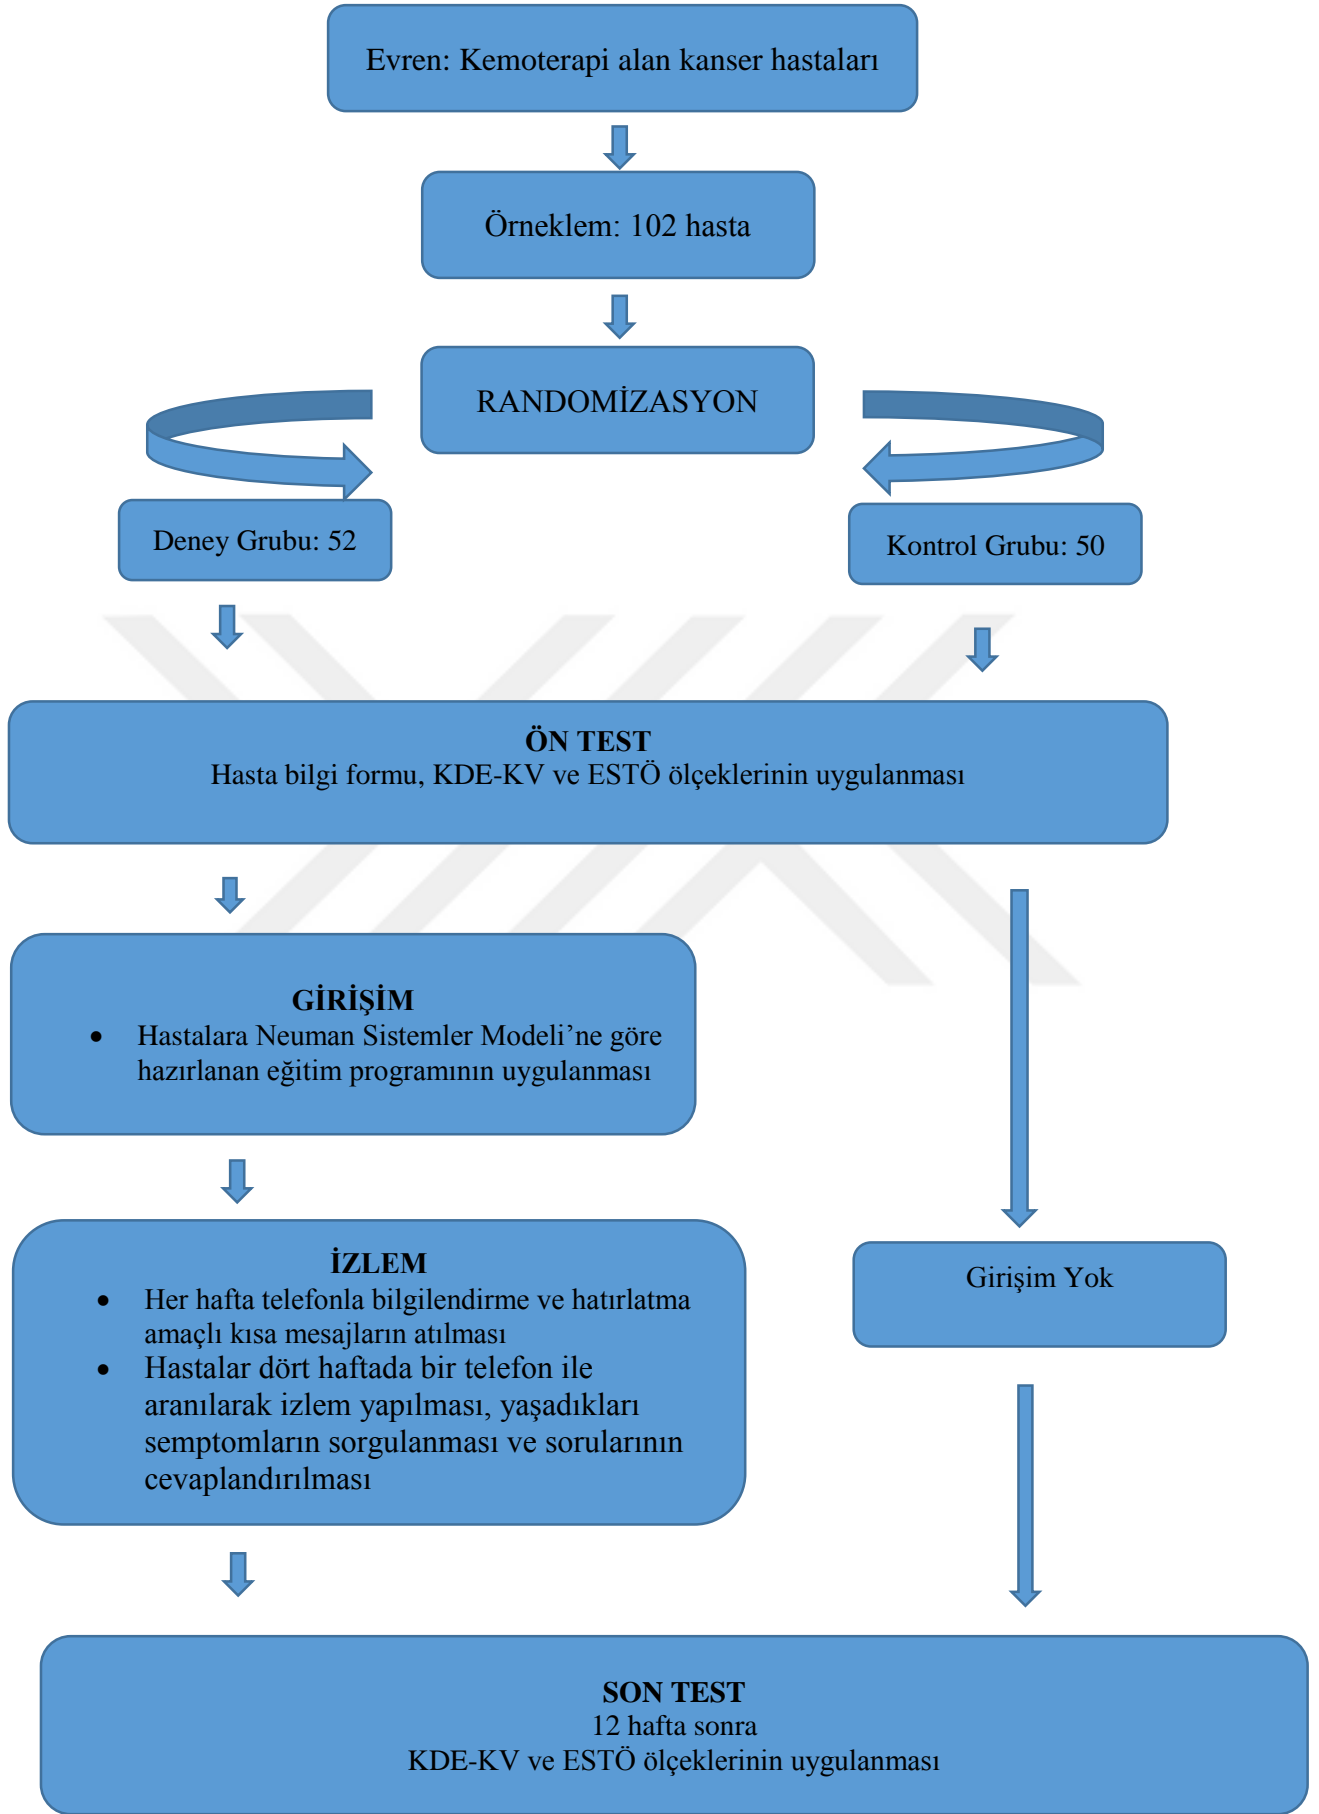 Evren: Kemoterapi alan kanser hastaları
Örneklem: 102 hasta
RANDOMİZASYON
Deney Grubu: 52
Kontrol Grubu: 50
ÖN TEST
Hasta bilgi formu, KDE-KV ve ESTÖ ölçeklerinin uygulanması
GİRİŞİM
• Hastalara Neuman Sistemler Modeli’ne göre
hazırlanan eğitim programının uygulanması
İZLEM
• Her hafta telefonla bilgilendirme ve hatırlatma
amaçlı kısa mesajların atılması
• Hastalar dört haftada bir telefon ile
aranılarak izlem yapılması, yaşadıkları
semptomların sorgulanması ve sorularının
cevaplandırılması
Girişim Yok
SON TEST
12 hafta sonra
KDE-KV ve ESTÖ ölçeklerinin uygulanması